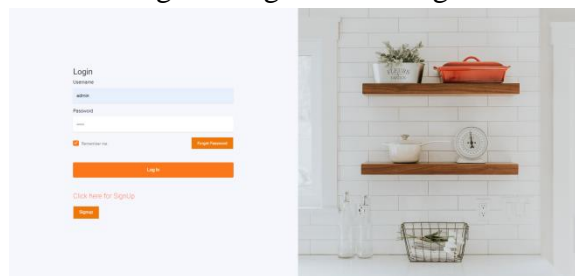 Login
Username
admin
Password
Remember me
Forgot Password
Log In
Click here for SignUp
Signup